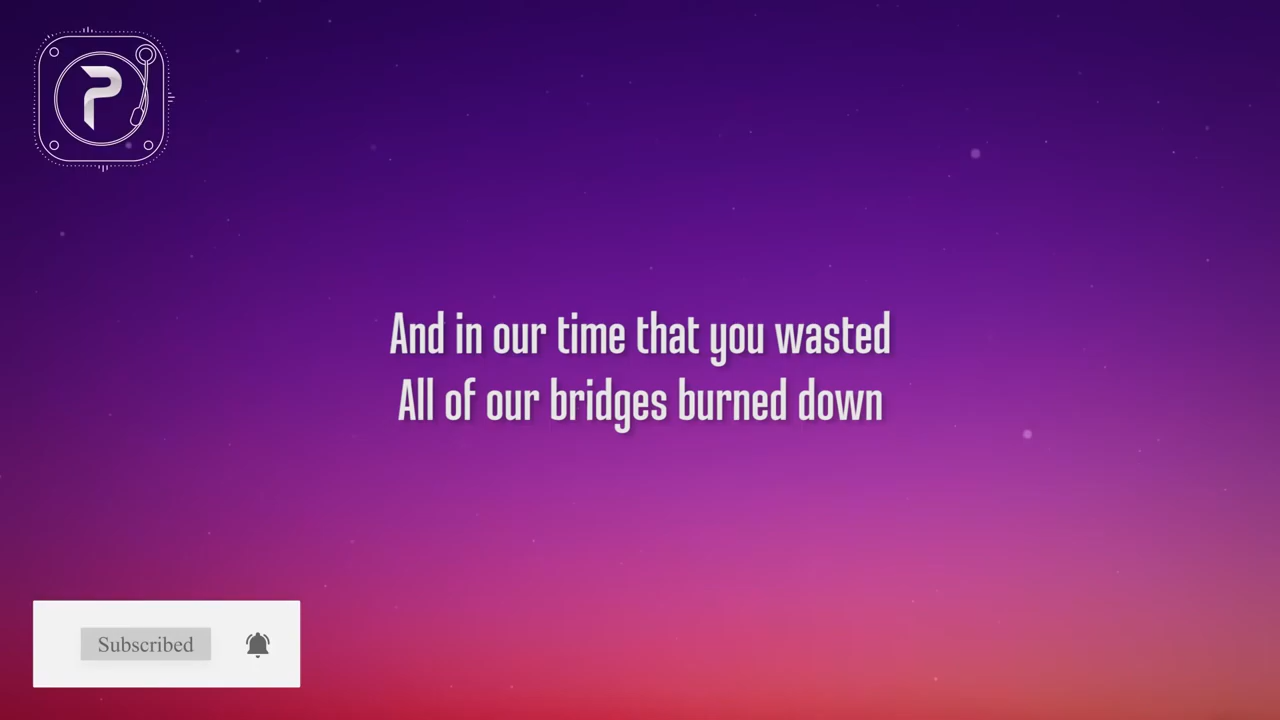 P
And in our time that you wasted
All of our bridges burned down
Subscribed